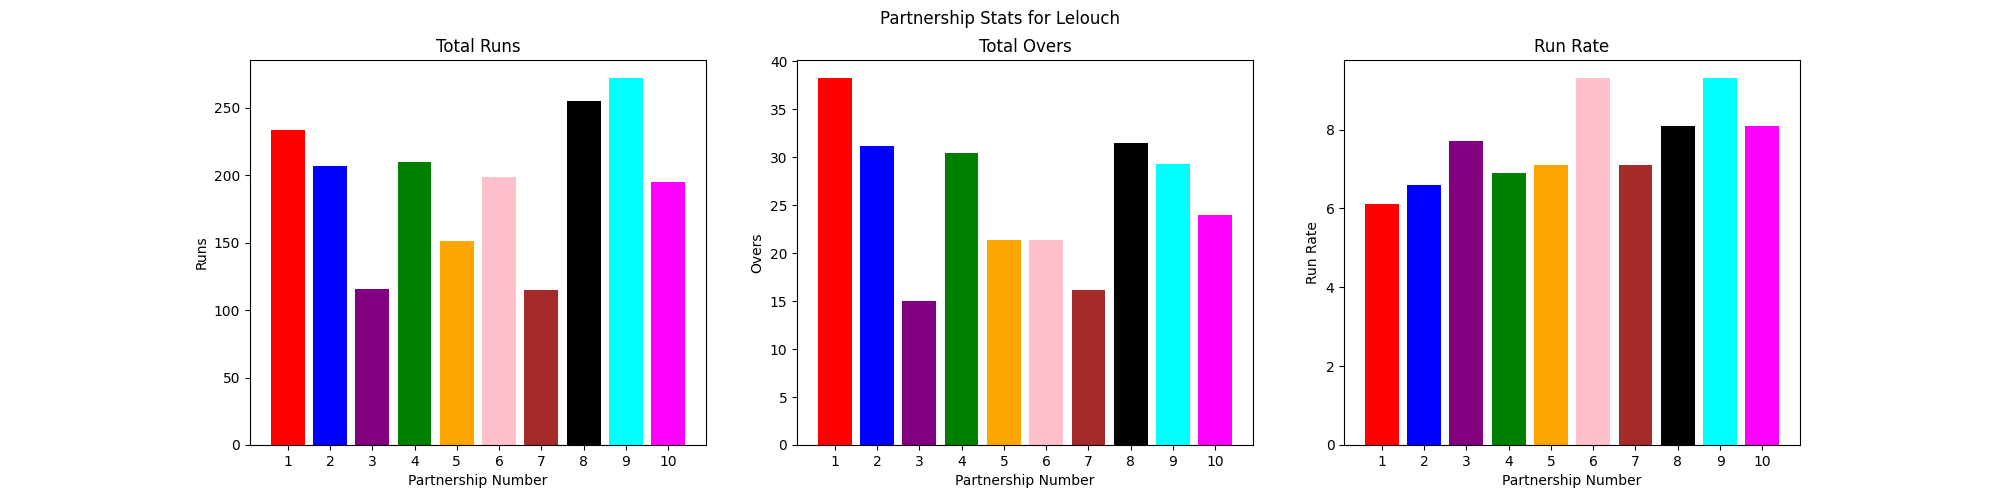 Partnership Stats for Lelouch
Total Runs
250
200
150
100
50
0
Runs
1 2 3 4 5 6 7 8 9 10
Partnership Number
Total Overs
40
35
30
25
20
15
10
5
0
Overs
1 2 3 4 5 6 7 8 9 10
Partnership Number
Run Rate
8
6
4
2
0
Run Rate
1 2 3 4 5 6 7 8 9 10
Partnership Number